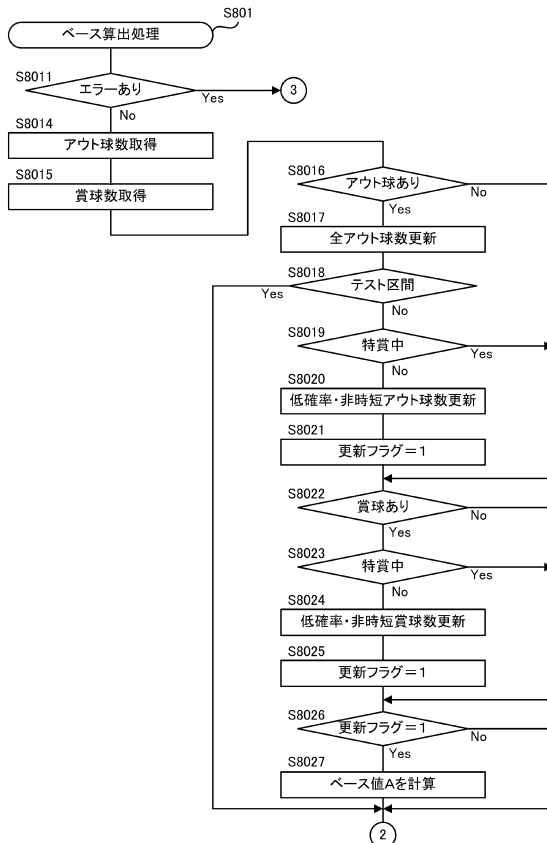 S801
ベース算出処理
S8011
エラーあり
Yes
3
No
S8014
アウト球数取得
S8015
賞球数取得
S8016
アウト球あり
No
Yes
S8017
全アウト球数更新
S8018
テスト区間
Yes
No
S8019
特賞中
Yes
No
S8020
低確率・非時短アウト球数更新
S8021
更新フラグ=1
S8022
賞球あり
No
Yes
S8023
特賞中
Yes
No
S8024
低確率・非時短賞球数更新
S8025
更新フラグ=1
S8026
更新フラグ=1
No
Yes
S8027
ベース値Aを計算
2